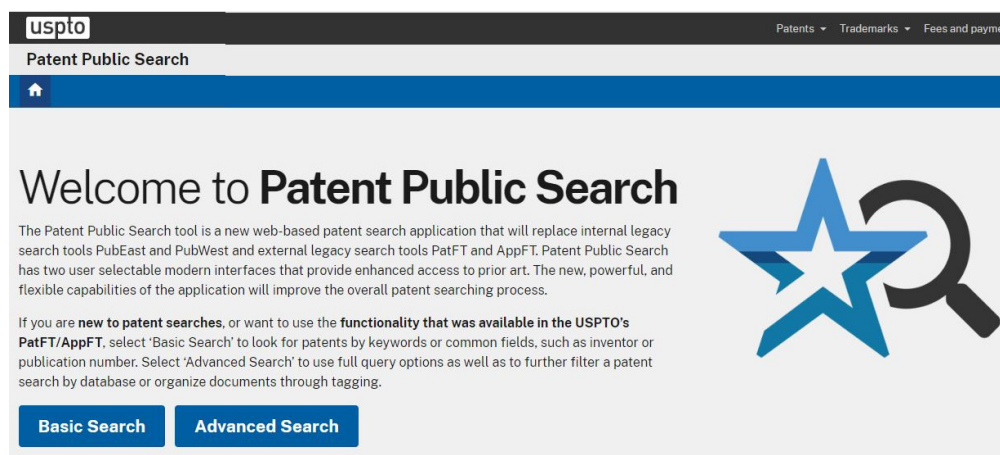 uspto
Patents Trademarks Fees and payme
Patent Public Search
Welcome to Patent Public Search
The Patent Public Search tool is a new web-based patent search application that will replace internal legacy
search tools PubEast and PubWest and external legacy search tools PatFT and AppFT. Patent Public Search
has two user selectable modern interfaces that provide enhanced access to prior art. The new, powerful, and
flexible capabilities of the application will improve the overall patent searching process.
If you are new to patent searches, or want to use the functionality that was available in the USPTO's
PatFT/AppFT, select 'Basic Search' to look for patents by keywords or common fields, such as inventor or
publication number. Select 'Advanced Search' to use full query options as well as to further filter a patent
search by database or organize documents through tagging.
Basic Search Advanced Search